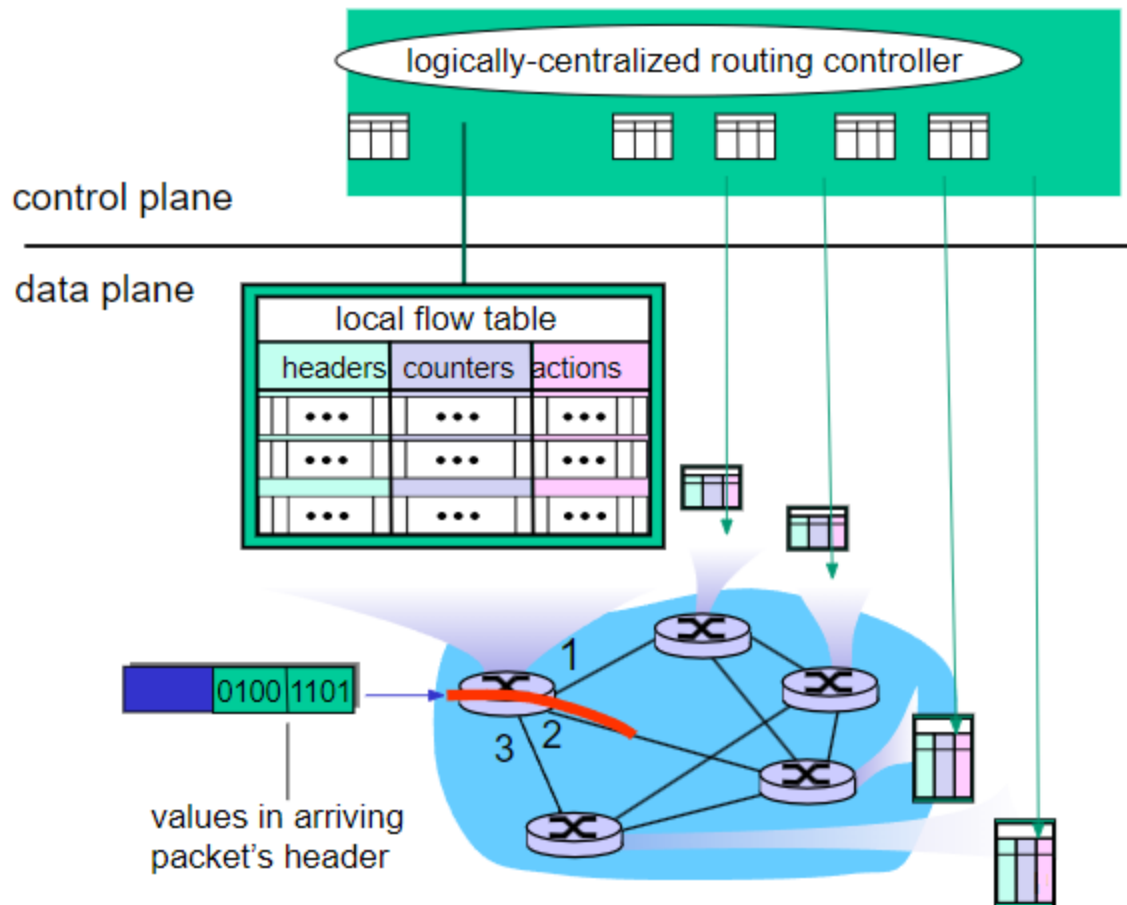 logically-centralized routing controller
control plane
data plane
local flow table
headers counters actions
1
0100 1101
2
3
values in arriving
packet's header